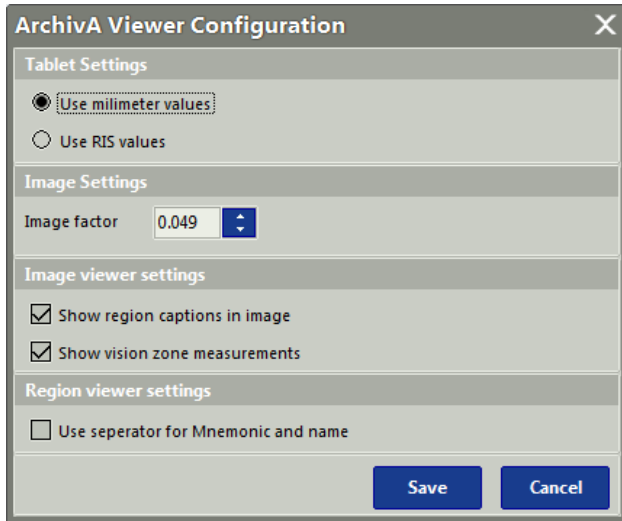 ArchivA Viewer Configuration
Tablet Settings
Use milimeter values
Use RIS values
Image Settings
Image factor 0.049
Image viewer settings
Show region captions in image
Show vision zone measurements
Region viewer settings
Use seperator for Mnemonic and name
Save Cancel